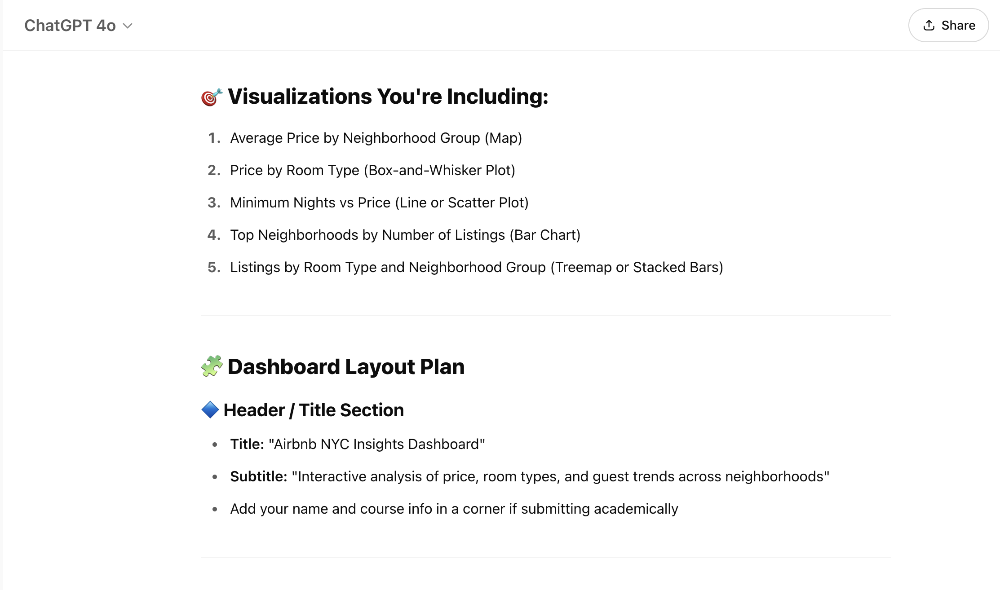 ChatGPT 4o
Share
🎯 Visualizations You're Including:
1. Average Price by Neighborhood Group (Map)
2. Price by Room Type (Box-and-Whisker Plot)
3. Minimum Nights vs Price (Line or Scatter Plot)
4. Top Neighborhoods by Number of Listings (Bar Chart)
5. Listings by Room Type and Neighborhood Group (Treemap or Stacked Bars)
🧩 Dashboard Layout Plan
🔷 Header / Title Section
• Title: "Airbnb NYC Insights Dashboard"
• Subtitle: "Interactive analysis of price, room types, and guest trends across neighborhoods"
• Add your name and course info in a corner if submitting academically